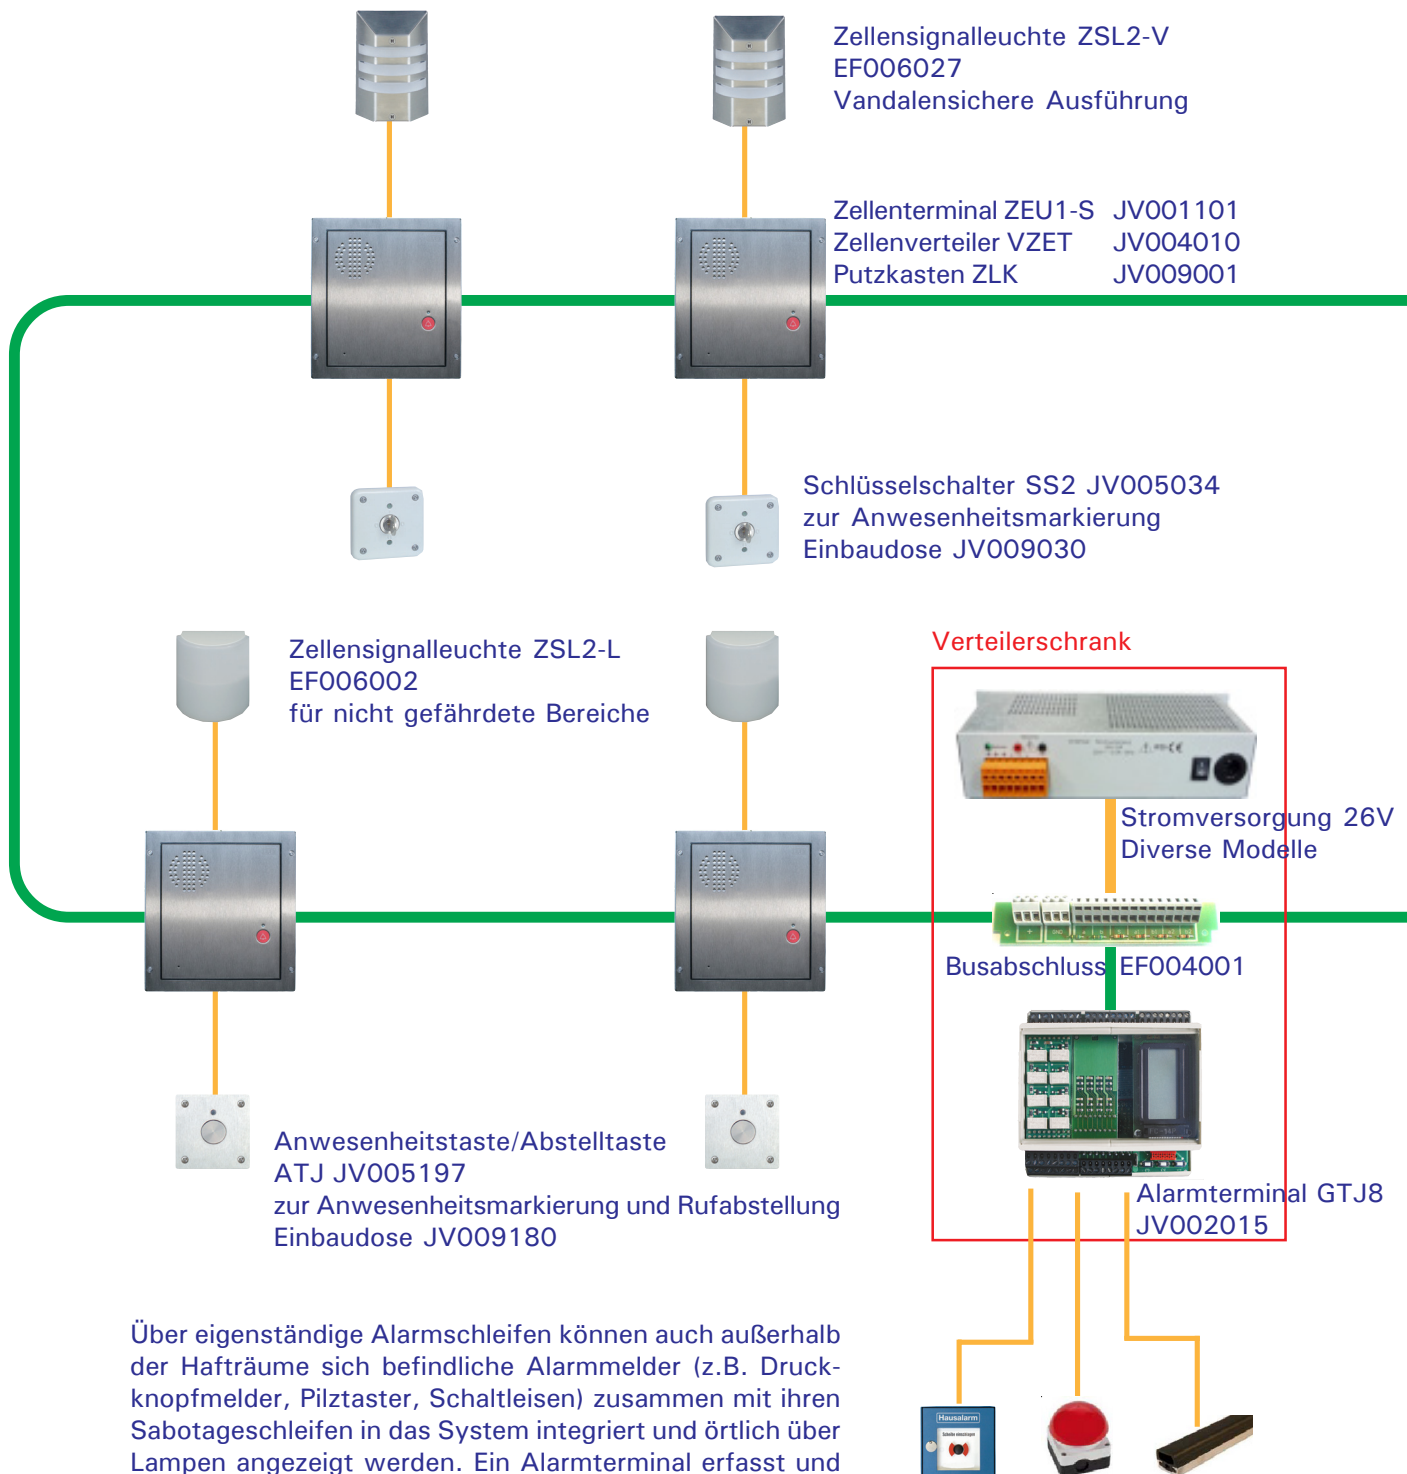 Zellensignalleuchte ZSL2-V
EF006027
Vandalensichere Ausführung
Zellenterminal ZEU1-S JV001101
Zellenverteiler VZET JV004010
Putzkasten ZLK JV009001
Schlüsselschalter SS2 JV005034
zur Anwesenheitsmarkierung
Einbaudose JV009030
Zellensignalleuchte ZSL2-L
EF006002
für nicht gefährdete Bereiche
Verteilerschrank
Stromversorgung 26V
Diverse Modelle
Busabschluss EF004001
Anwesenheitstaste/Abstelltaste
ATJ JV005197
zur Anwesenheitsmarkierung und Rufabstellung
Einbaudose JV009180
Alarmterminal GTJ8
JV002015
Über eigenständige Alarmschleifen können auch außerhalb
der Hafträume sich befindliche Alarmmelder (z.B. Druck-
knopfmelder, Pilztaster, Schaltleisen) zusammen mit ihren
Sabotageschleifen in das System integriert und örtlich über
Lampen angezeigt werden. Ein Alarmterminal erfasst und
Hausalarm
Scheibe einschlagen